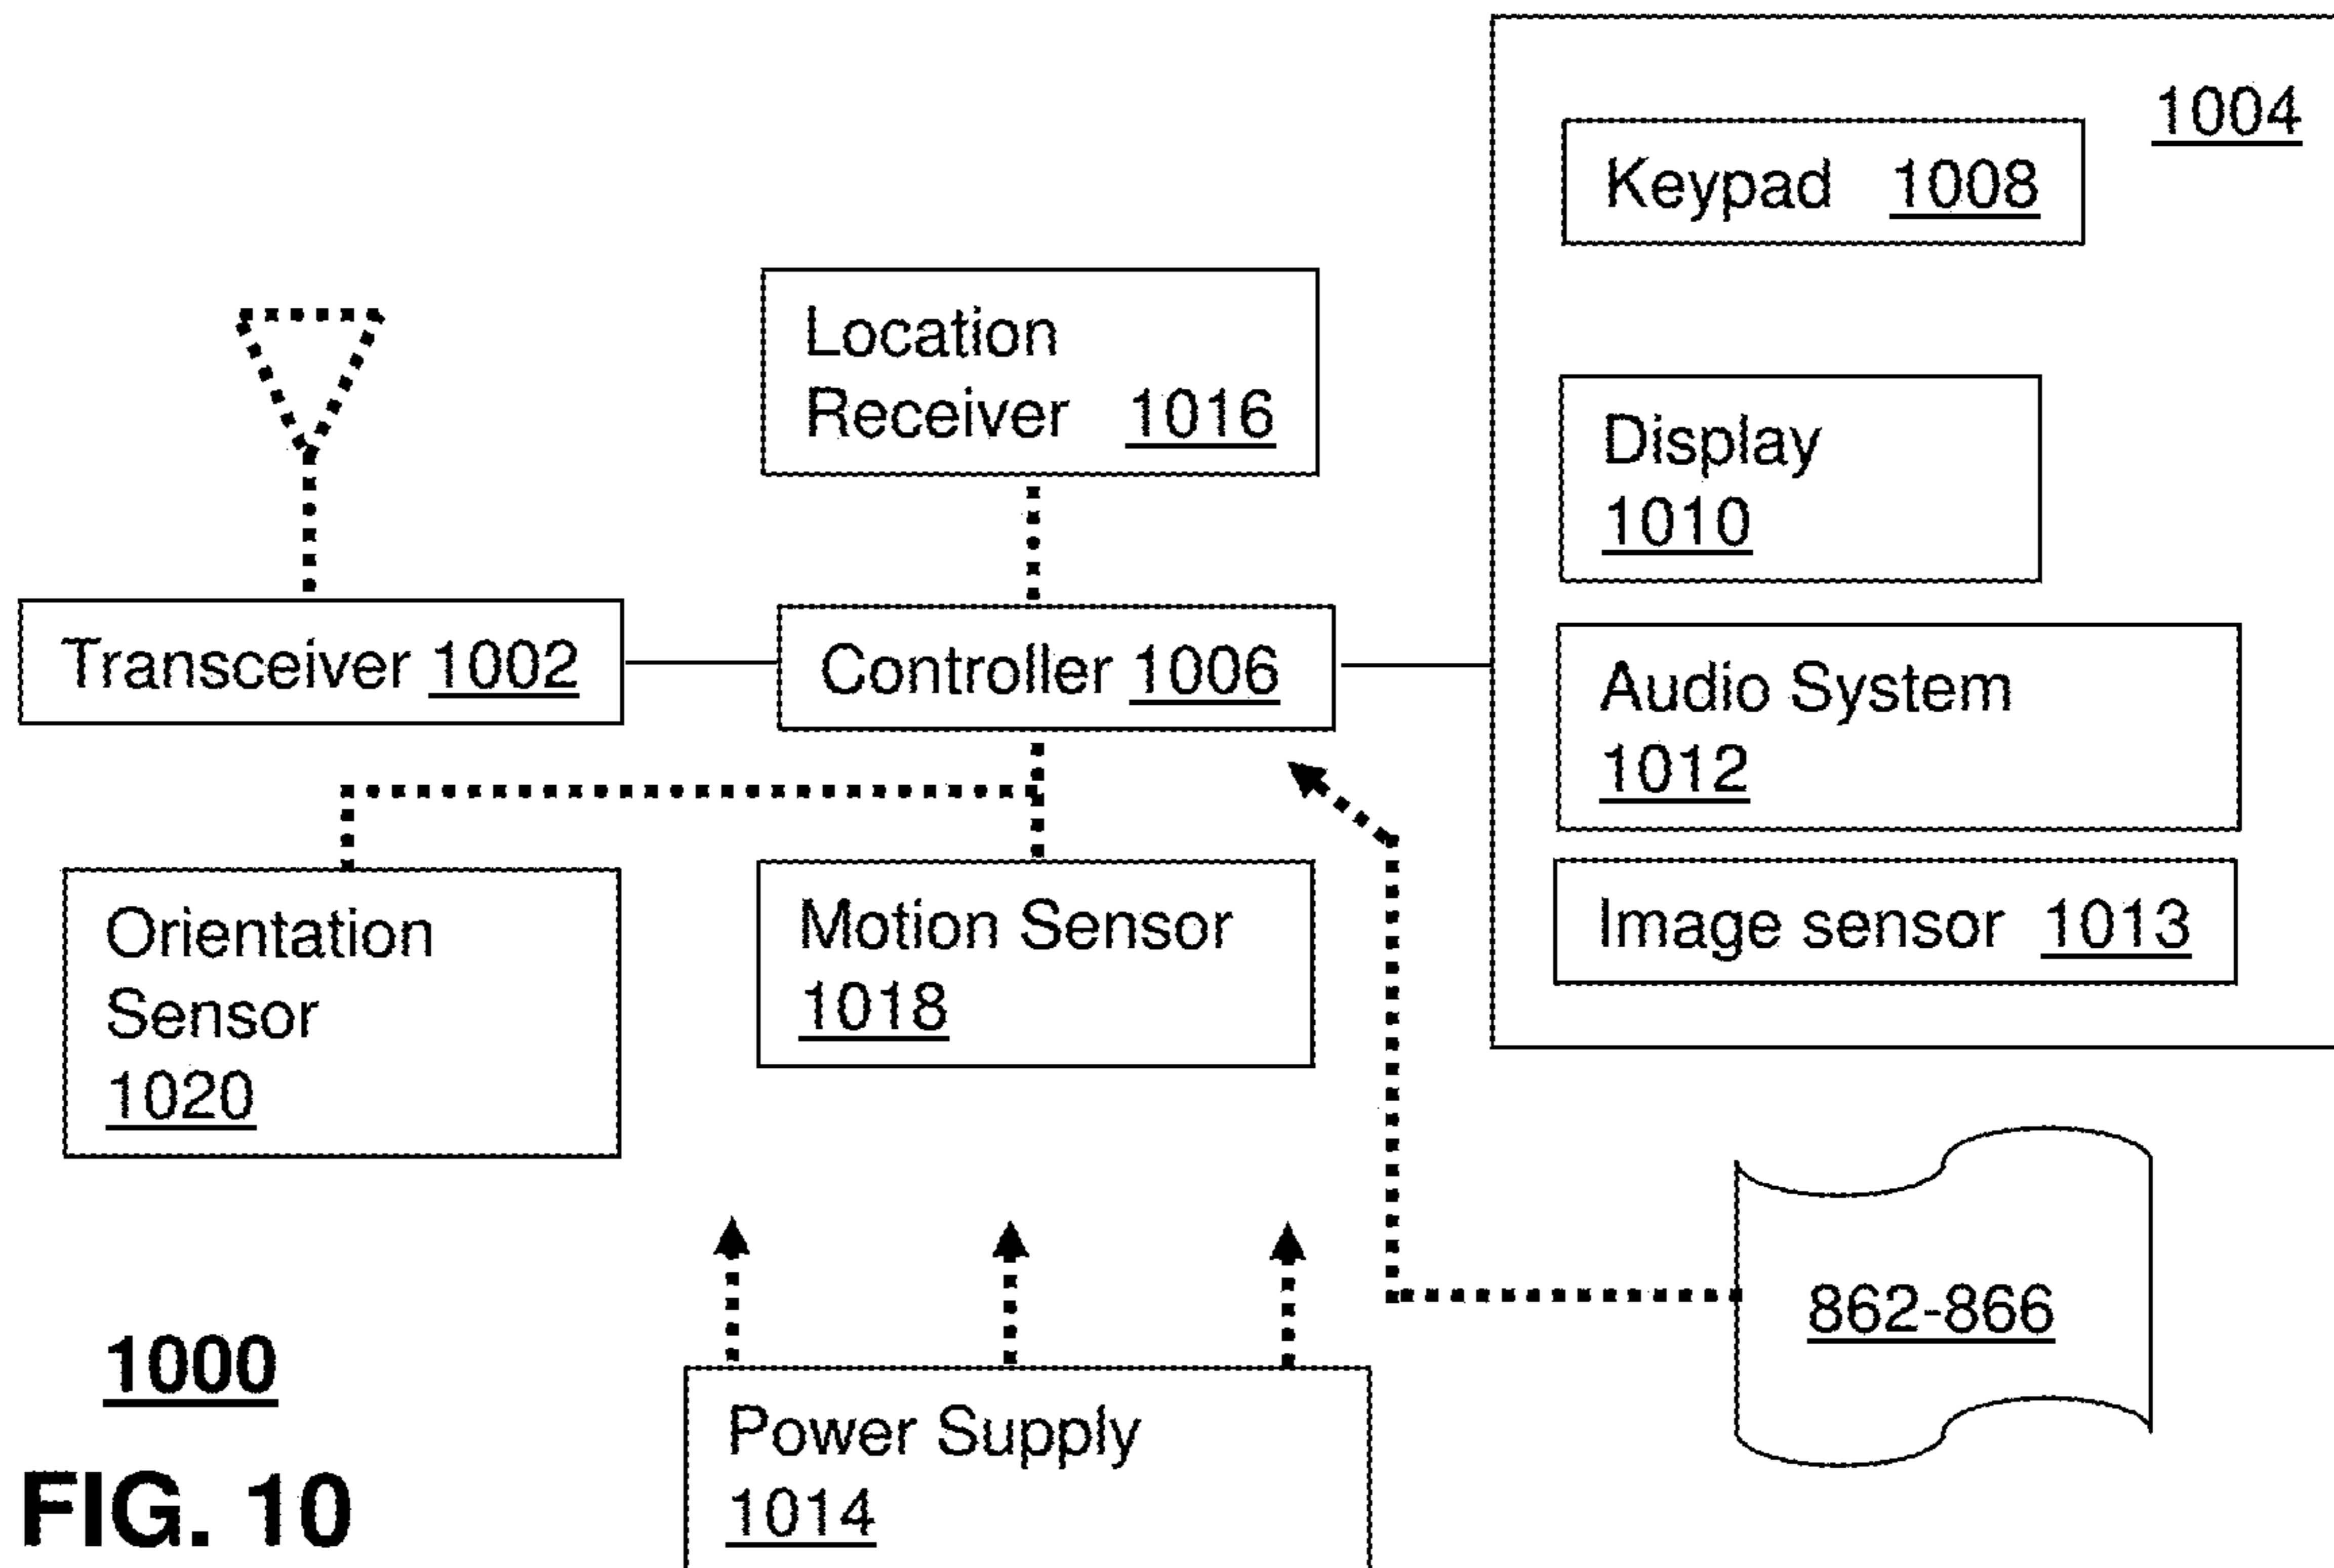 1004
Keypad 1008
Location
Receiver 1016
Display
1010
Transceiver 1002
Controller 1006
Audio System
1012
Image sensor 1013
Orientation
Sensor
1020
Motion Sensor
1018
862-866
Power Supply
1014
1000
FIG. 10